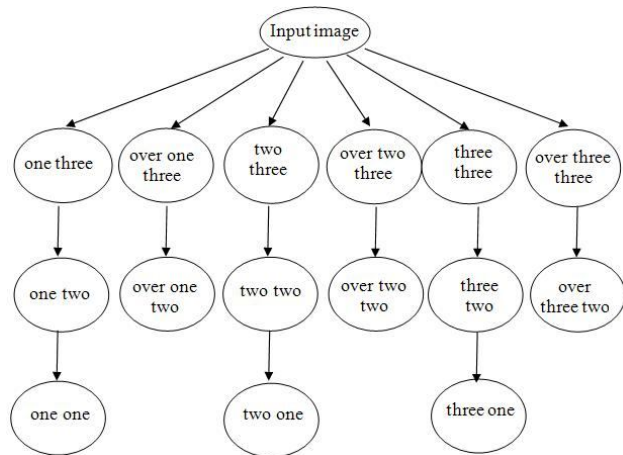 Input image
one three
over one
three
two
three
over two
three
three
three
over three
three
one two
over one
two
two two
over two
two
three
two
over
three two
one one
two one
three one